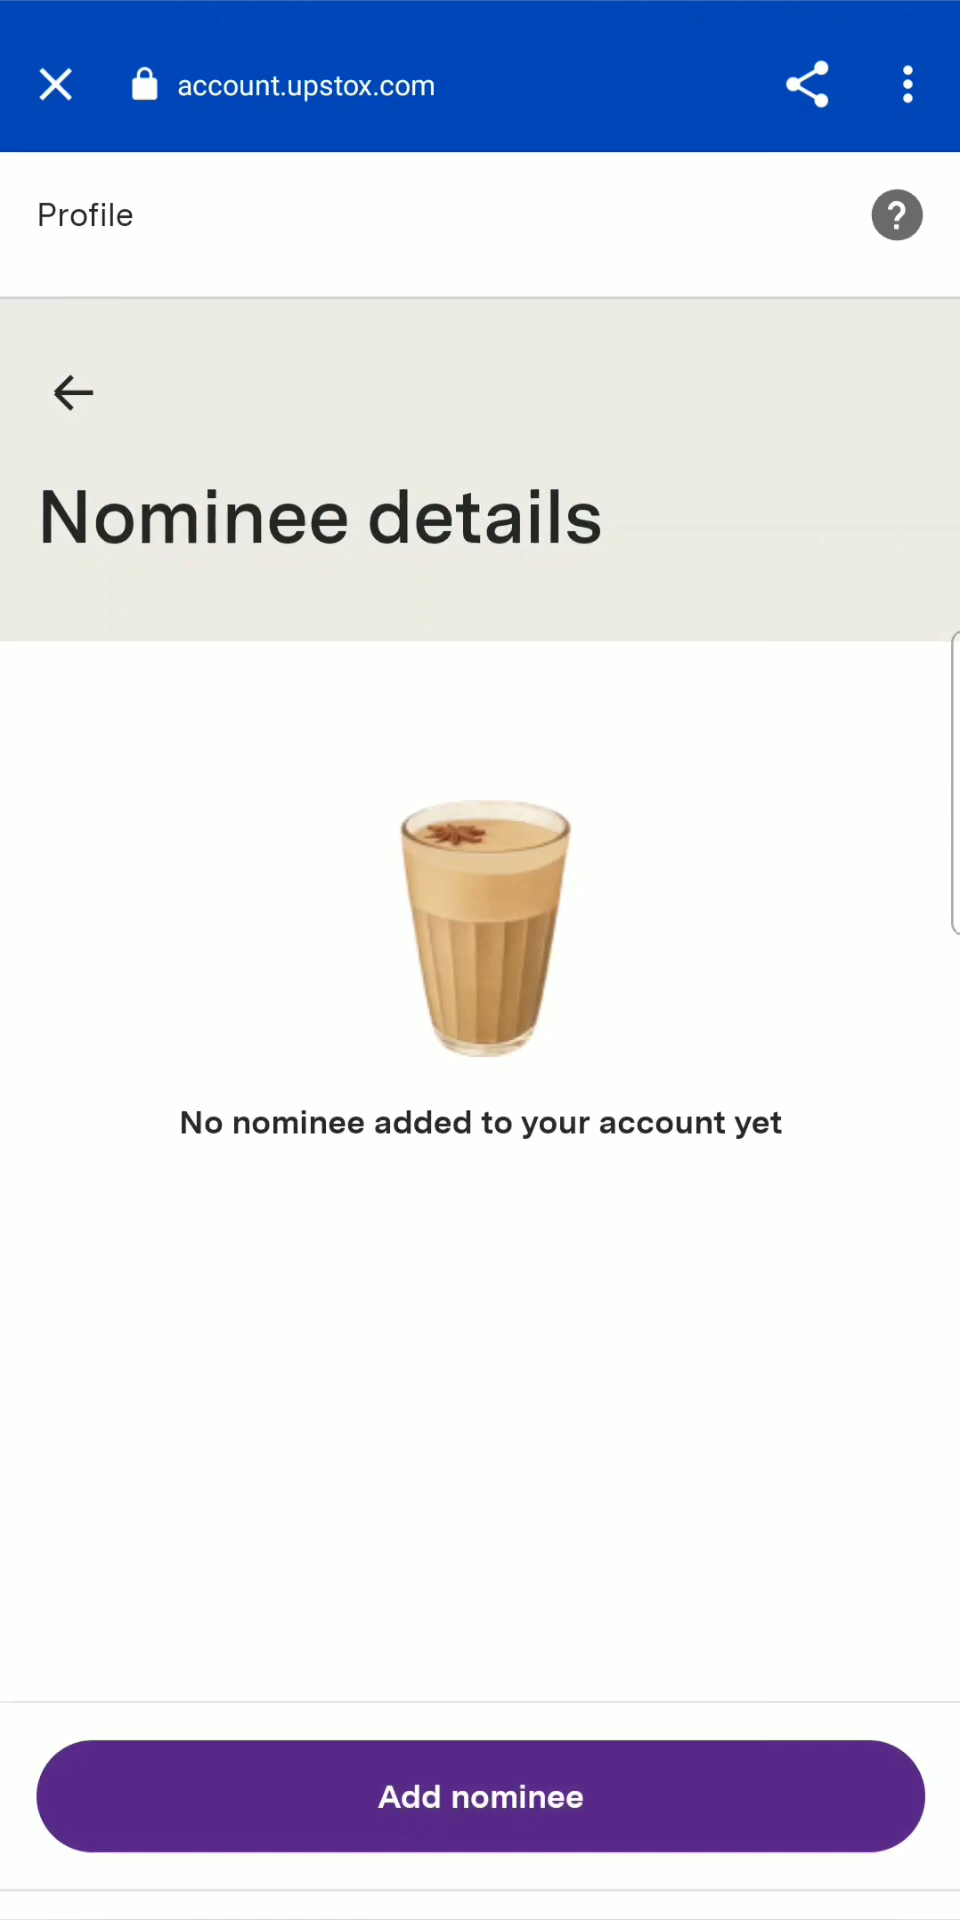 account.upstox.com
Profile
?
Nominee details
No nominee added to your account yet
Add nominee